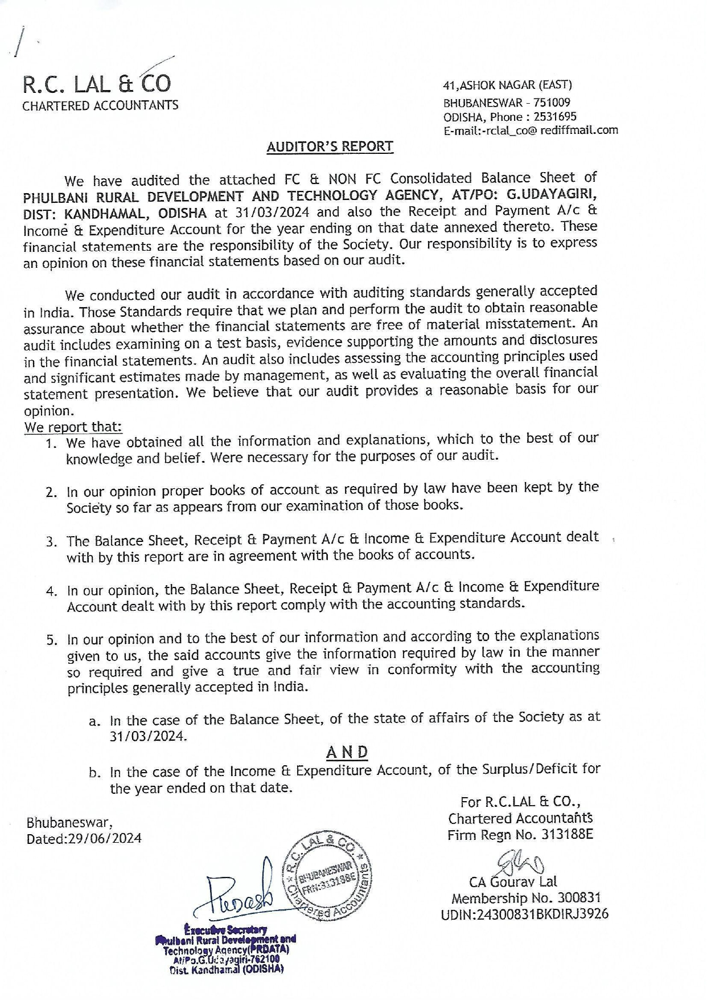 R.C. LAL & CO
CHARTERED ACCOUNTANTS
41,ASHOK NAGAR (EAST)
BHUBANESWAR - 751009
ODISHA, Phone : 2531695
E-mail:-rclal_co@ rediffmail.com
AUDITOR'S REPORT
We have audited the attached FC & NON FC Consolidated Balance Sheet of
PHULBANI RURAL DEVELOPMENT AND TECHNOLOGY AGENCY, AT/PO: G.UDAYAGIRI,
DIST: KANDHAMAL, ODISHA at 31/03/2024 and also the Receipt and Payment A/c &
Income & Expenditure Account for the year ending on that date annexed thereto. These
financial statements are the responsibility of the Society. Our responsibility is to express
an opinion on these financial statements based on our audit.
We conducted our audit in accordance with auditing standards generally accepted
in India. Those Standards require that we plan and perform the audit to obtain reasonable
assurance about whether the financial statements are free of material misstatement. An
audit includes examining on a test basis, evidence supporting the amounts and disclosures
in the financial statements. An audit also includes assessing the accounting principles used
and significant estimates made by management, as well as evaluating the overall financial
statement presentation. We believe that our audit provides a reasonable basis for our
opinion.
We report that:
1. We have obtained all the information and explanations, which to the best of our
knowledge and belief. Were necessary for the purposes of our audit.
2. In our opinion proper books of account as required by law have been kept by the
Society so far as appears from our examination of those books.
3. The Balance Sheet, Receipt & Payment A/c & Income & Expenditure Account dealt
with by this report are in agreement with the books of accounts.
4. In our opinion, the Balance Sheet, Receipt & Payment A/c & Income & Expenditure
Account dealt with by this report comply with the accounting standards.
5. In our opinion and to the best of our information and according to the explanations
given to us, the said accounts give the information required by law in the manner
so required and give a true and fair view in conformity with the accounting
principles generally accepted in India.
a. In the case of the Balance Sheet, of the state of affairs of the Society as at
31/03/2024.
A N D
b. In the case of the Income & Expenditure Account, of the Surplus/Deficit for
the year ended on that date.
For R.C.LAL & CO.,
Chartered Accountants
Firm Regn No. 313188E
Bhubaneswar,
Dated:29/06/2024
R.C. LAL & CO.
BHUBANESWAR
FRN:313188E
Chartered Accountants
CA Gourav Lal
Membership No. 300831
UDIN:24300831BKDIRJ3926
Executive Secretary
Phulbani Rural Development and
Technology Agency(PRDATA)
At/Po.G.Udayagiri-762100
Dist. Kandhamal (ODISHA)